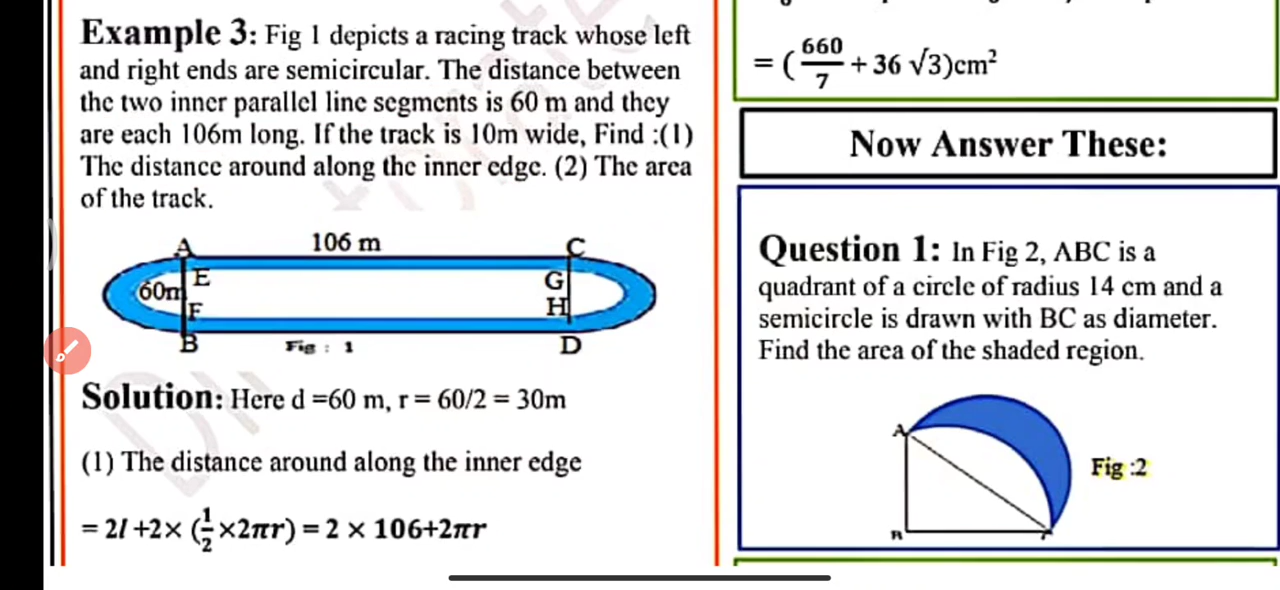 Example 3: Fig 1 depicts a racing track whose left
and right ends are semicircular. The distance between
the two inner parallel line segments is 60 m and they
are each 106m long. If the track is 10m wide, Find :(1)
The distance around along the inner edge. (2) The area
of the track.
A 106 m C
60m E G
F H
B Fig : 1 D
Solution: Here d =60 m, r = 60/2 = 30m
(1) The distance around along the inner edge
= 2l +2× (1/2 ×2πr) = 2 × 106+2πr
= (660/7 + 36 √3)cm²
Now Answer These:
Question 1: In Fig 2, ABC is a
quadrant of a circle of radius 14 cm and a
semicircle is drawn with BC as diameter.
Find the area of the shaded region.
A
Fig :2
B